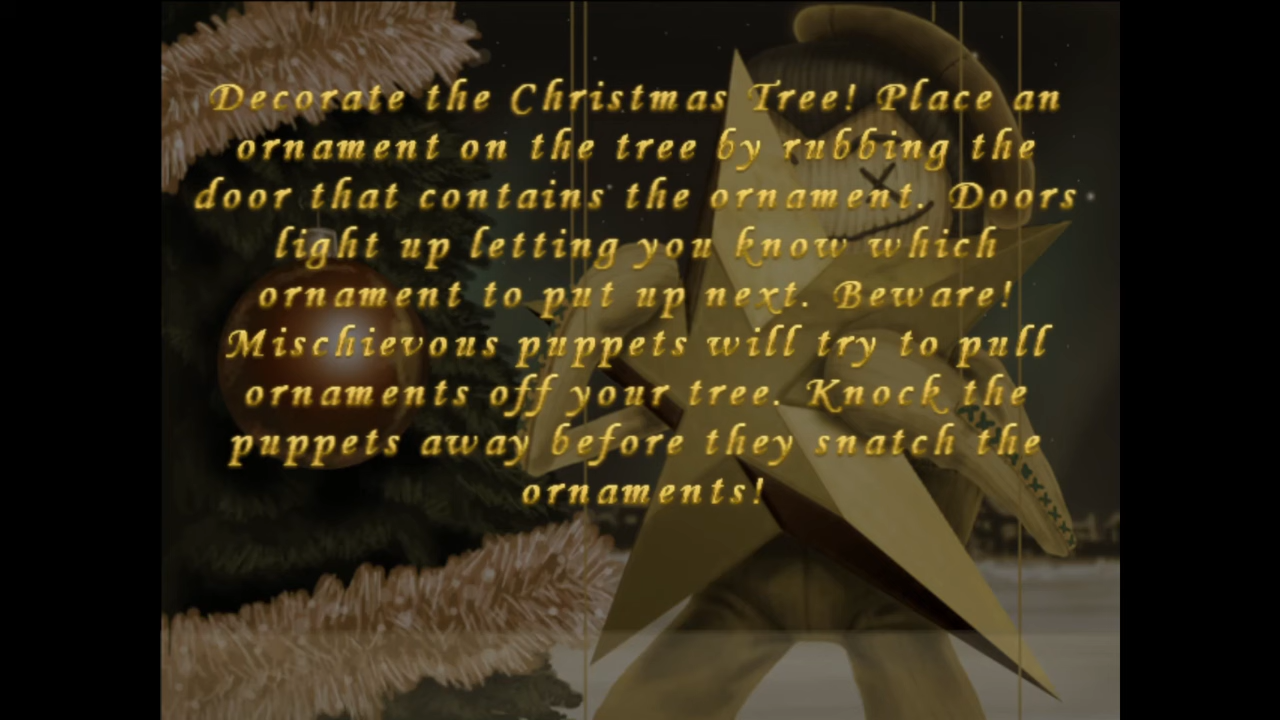 Decorate the Christmas Tree! Place an
ornament on the tree by rubbing the
door that contains the ornament. Doors
light up letting you know which
ornament to put up next. Beware!
Mischievous puppets will try to pull
ornaments off your tree. Knock the
puppets away before they snatch the
ornaments!